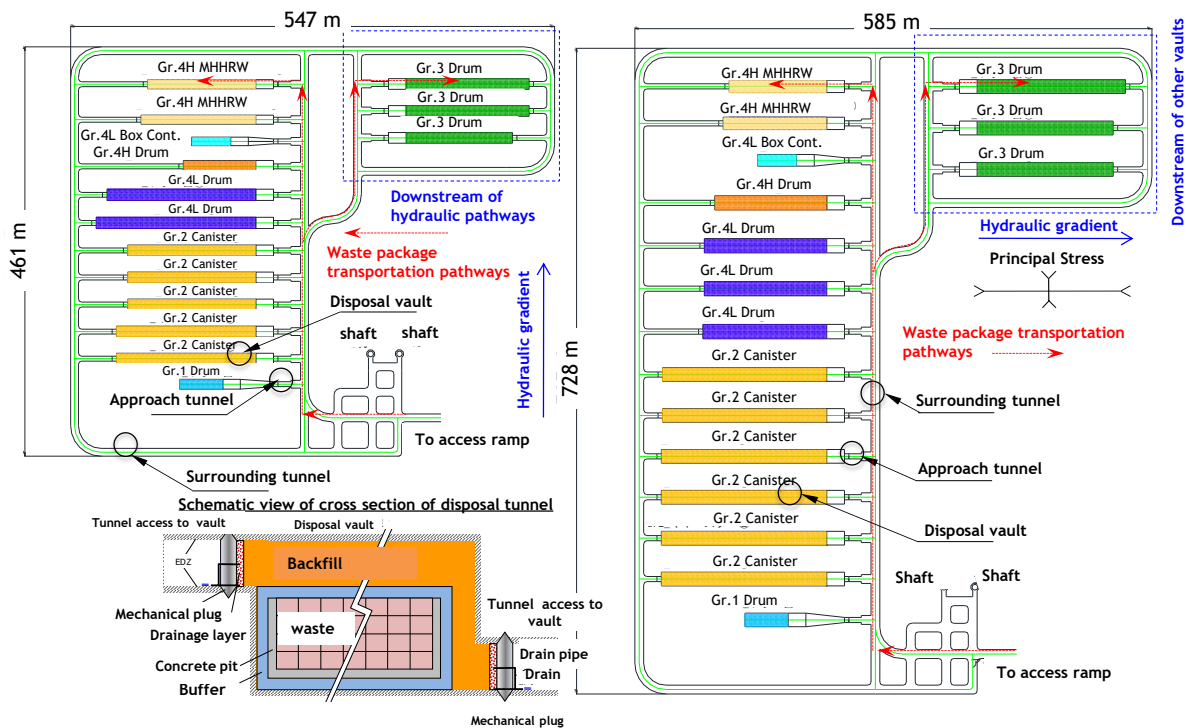 547 m
461 m
Gr.4H MHHRW
Gr.4H MHHRW
Gr.4L Box Cont.
Gr.4H Drum
Gr.4L Drum
Gr.4L Drum
Gr.2 Canister
Gr.2 Canister
Gr.2 Canister
Gr.2 Canister
Gr.2 Canister
Gr.1 Drum
Gr.3 Drum
Gr.3 Drum
Gr.3 Drum
Downstream of
hydraulic pathways
Waste package
transportation pathways
Disposal vault
shaft
shaft
Hydraulic gradient
Approach tunnel
To access ramp
Surrounding tunnel
Schematic view of cross section of disposal tunnel
Tunnel access to vault
Disposal vault
EDZ
Backfill
Mechanical plug
Drainage layer
waste
Concrete pit
Buffer
Tunnel access to
vault
Drain pipe
Drain
Mechanical plug
585 m
728 m
Gr.4H MHHRW
Gr.4H MHHRW
Gr.4L Box Cont.
Gr.4H Drum
Gr.4L Drum
Gr.4L Drum
Gr.4L Drum
Gr.2 Canister
Gr.2 Canister
Gr.2 Canister
Gr.2 Canister
Gr.2 Canister
Gr.2 Canister
Gr.1 Drum
Gr.3 Drum
Gr.3 Drum
Gr.3 Drum
Downstream of other vaults
Hydraulic gradient
Principal Stress
Waste package transportation
pathways
Surrounding tunnel
Approach tunnel
Disposal vault
Shaft
Shaft
To access ramp